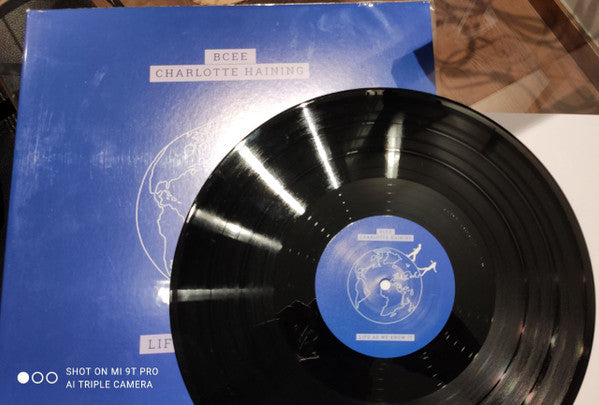 BCEE
CHARLOTTE HAINING
LIF
BCEE
CHARLOTTE HAINING
LIFE AS WE KNOW IT
SHOT ON MI 9T PRO
AI TRIPLE CAMERA